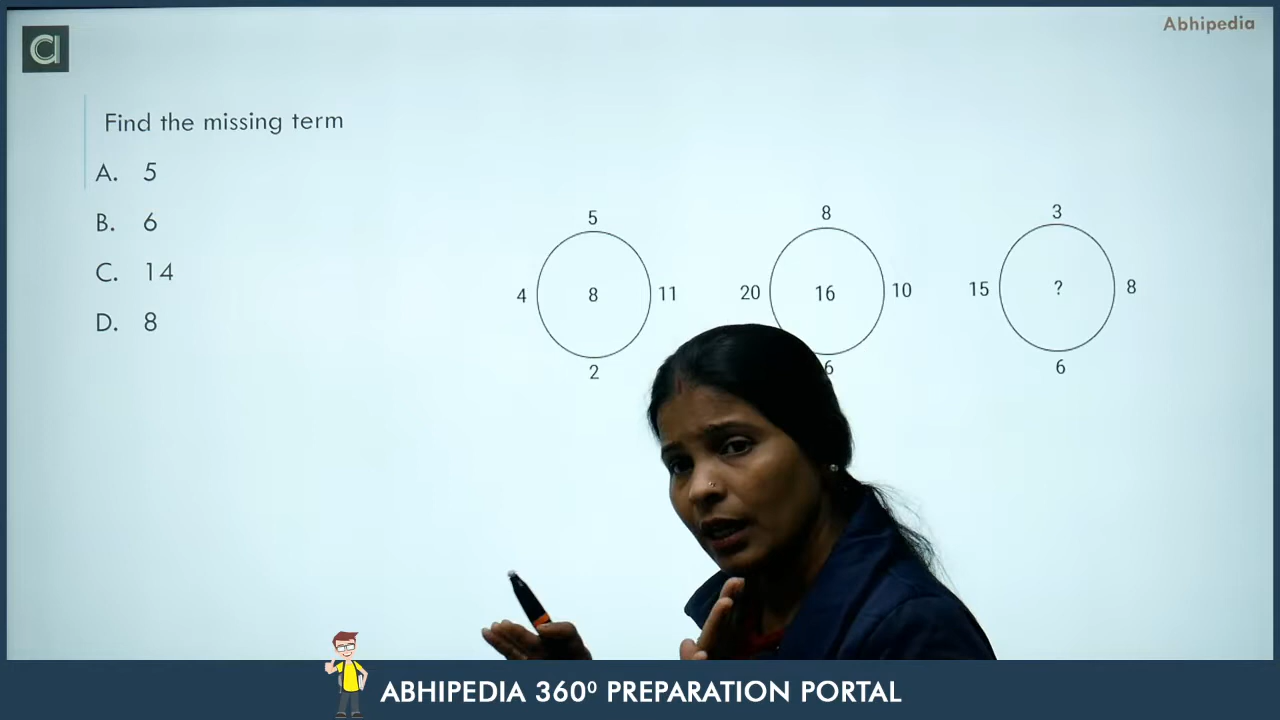 Abhipedia
Find the missing term
A. 5
B. 6
C. 14
D. 8
5
4 8 11
2
8
20 16 10
6
3
15 ? 8
6
ABHIPEDIA 360⁰ PREPARATION PORTAL